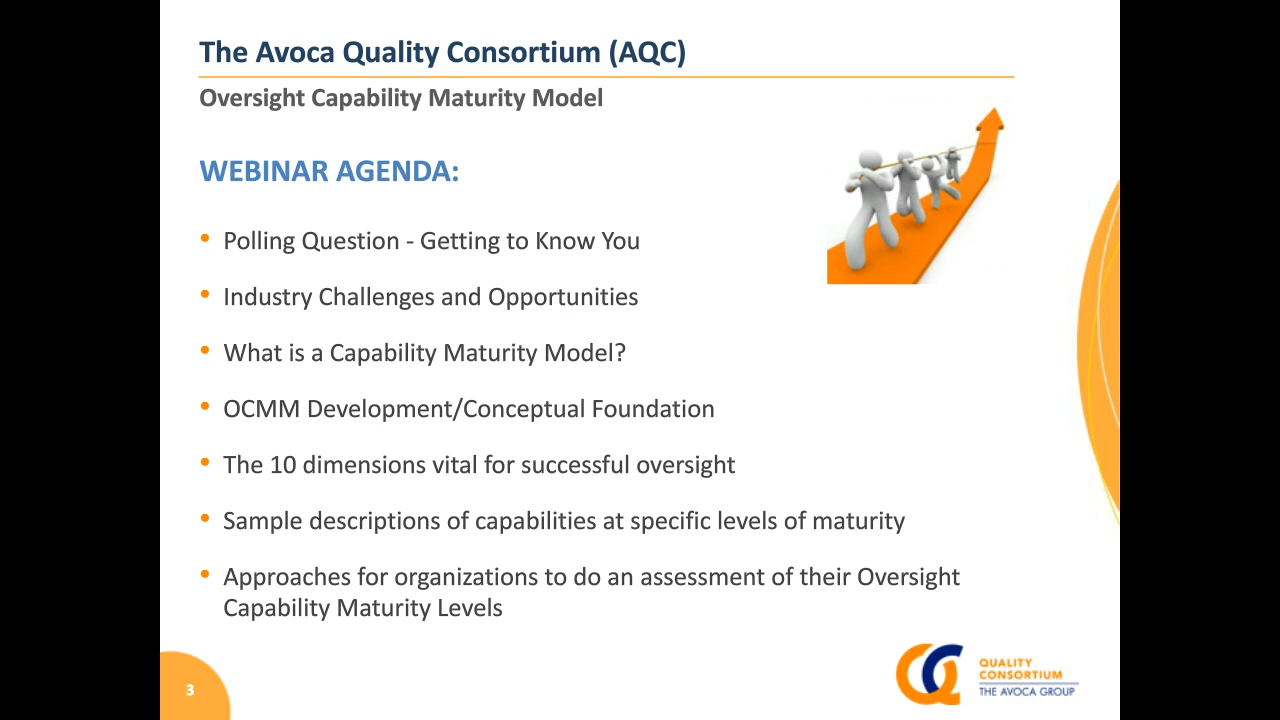 The Avoca Quality Consortium (AQC)
Oversight Capability Maturity Model
WEBINAR AGENDA:
• Polling Question - Getting to Know You
• Industry Challenges and Opportunities
• What is a Capability Maturity Model?
• OCMM Development/Conceptual Foundation
• The 10 dimensions vital for successful oversight
• Sample descriptions of capabilities at specific levels of maturity
• Approaches for organizations to do an assessment of their Oversight
Capability Maturity Levels
3
QUALITY
CONSORTIUM
THE AVOCA GROUP